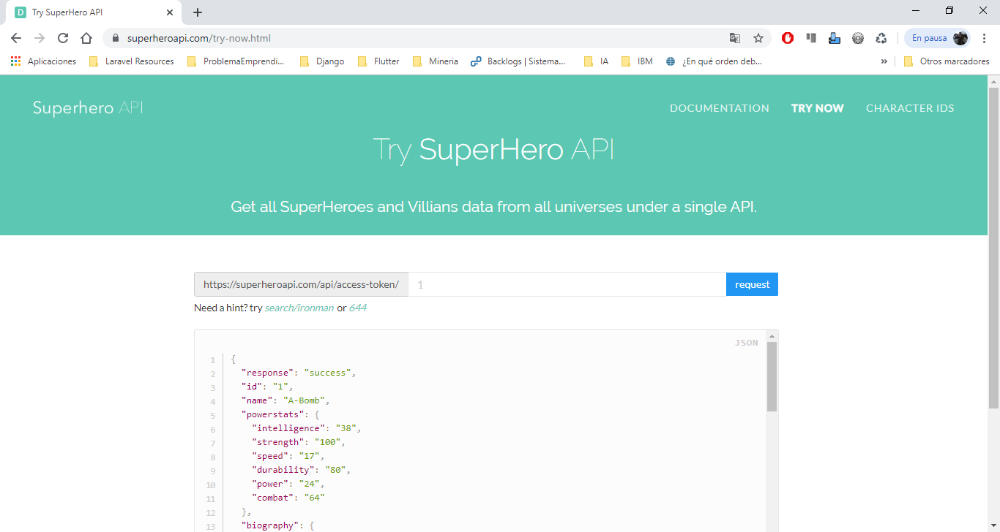 Try SuperHero API
superheroapi.com/try-now.html
En pausa
Aplicaciones Laravel Resources ProblemaEmprendi... Django Flutter Mineria Backlogs | Sistema... IA IBM ¿En qué orden deb... » Otros marcadores
Superhero API DOCUMENTATION TRY NOW CHARACTER IDS
Try SuperHero API
Get all SuperHeroes and Villians data from all universes under a single API.
https://superheroapi.com/api/access-token/ 1 request
Need a hint? try search/ironman or 644
JSON
1 {
2 "response": "success",
3 "id": "1",
4 "name": "A-Bomb",
5 "powerstats": {
6 "intelligence": "38",
7 "strength": "100",
8 "speed": "17",
9 "durability": "80",
10 "power": "24",
11 "combat": "64"
12 },
13 "biography": {